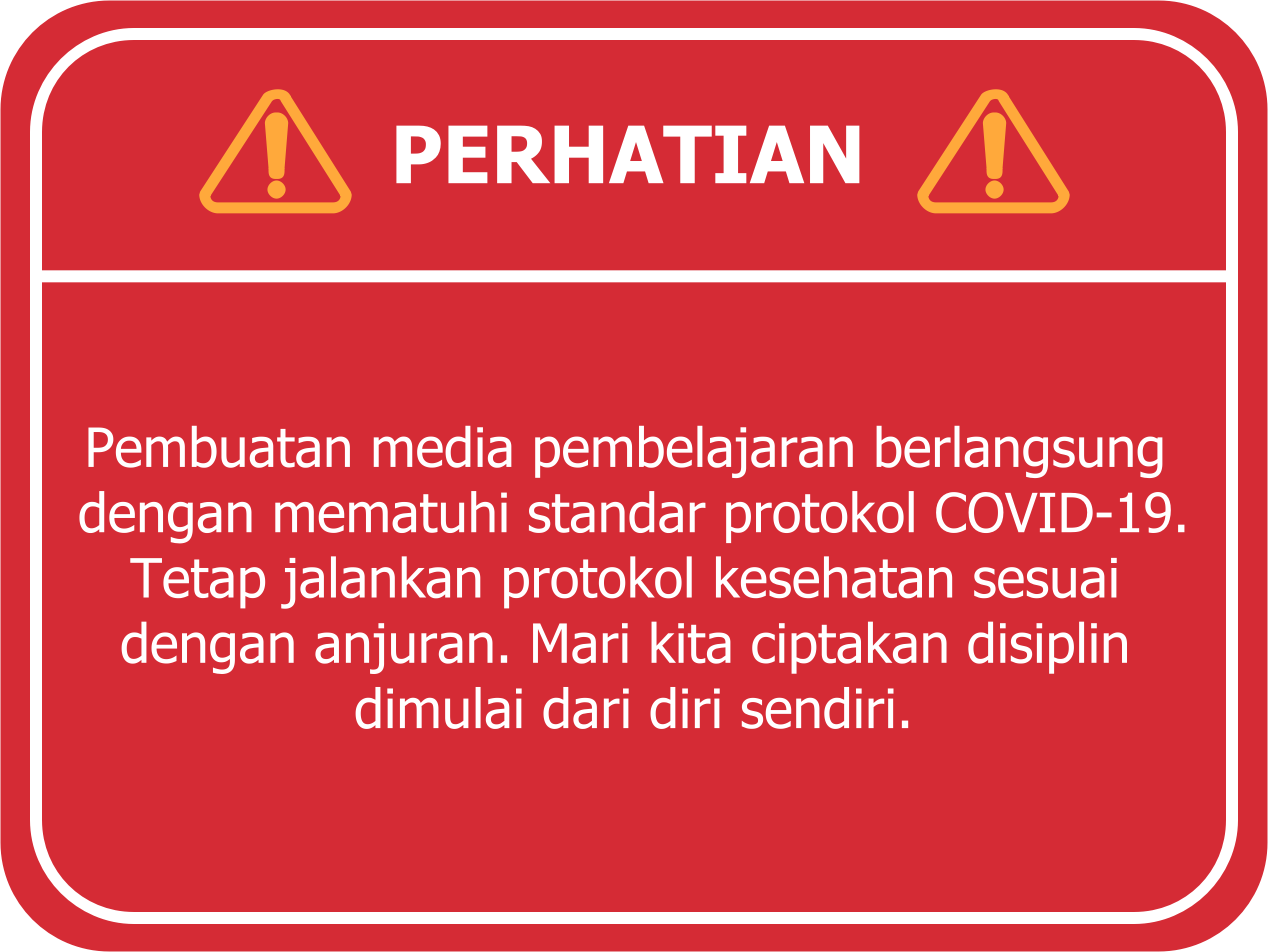 PERHATIAN
Pembuatan media pembelajaran berlangsung
dengan mematuhi standar protokol COVID-19.
Tetap jalankan protokol kesehatan sesuai
dengan anjuran. Mari kita ciptakan disiplin
dimulai dari diri sendiri.